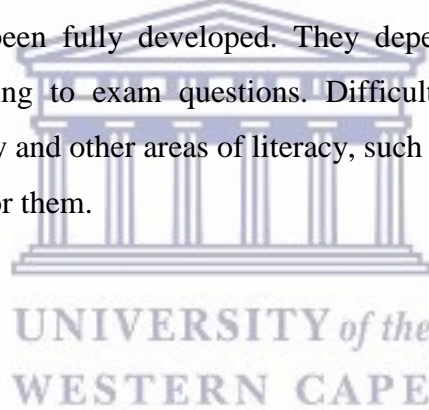 been fully developed. They depe
ng to exam questions. Difficult
y and other areas of literacy, such
or them.
UNIVERSITY of the
WESTERN CAPE